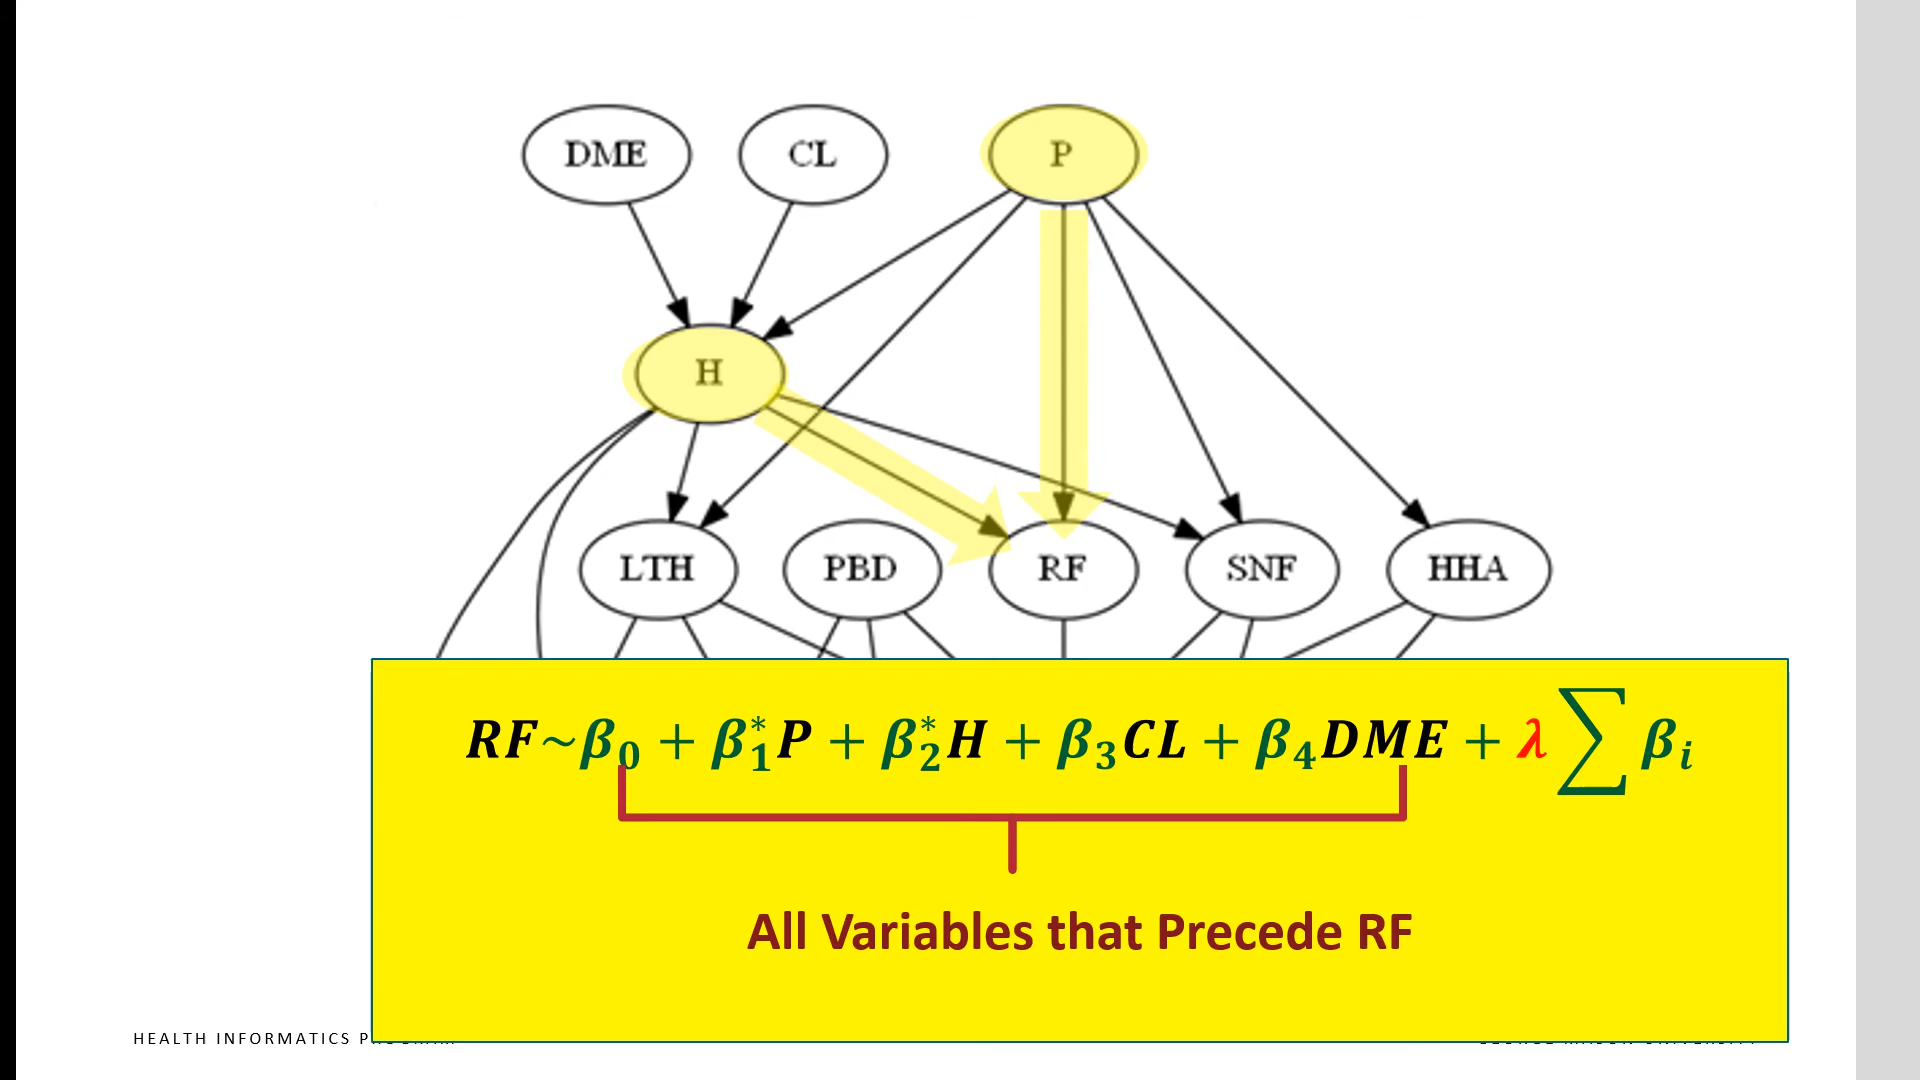 DME CL P
H
LTH PBD RF SNF HHA
RF~β₀ + β₁*P + β₂*H + β₃CL + β₄DME + λ∑βᵢ
All Variables that Precede RF
HEALTH INFORMATICS